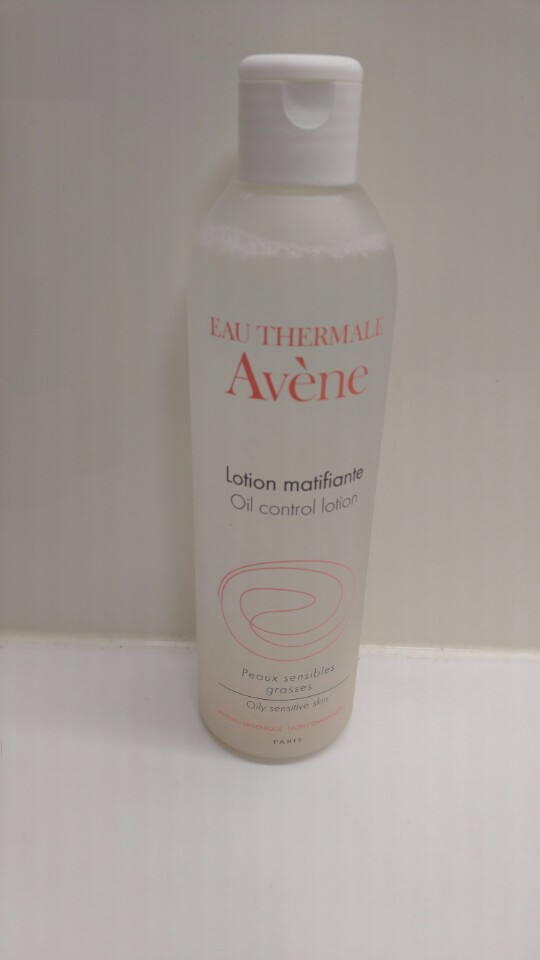 EAU THERMALE
Avène
Lotion matifiante
Oil control lotion
Peaux sensibles
grasses
Oily sensitive skin
PARIS